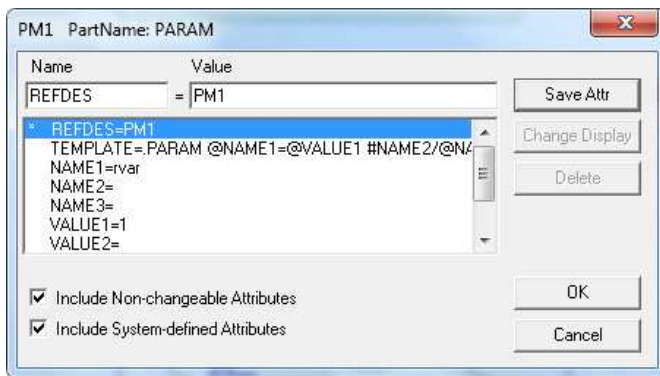 PM1 PartName: PARAM
Name Value
REFDES = PM1
Save Attr
* REFDES=PM1
TEMPLATE=.PARAM @NAME1=@VALUE1 #NAME2/@NA
NAME1=rvar
NAME2=
NAME3=
VALUE1=1
VALUE2=
Change Display
Delete
Include Non-changeable Attributes
Include System-defined Attributes
OK
Cancel